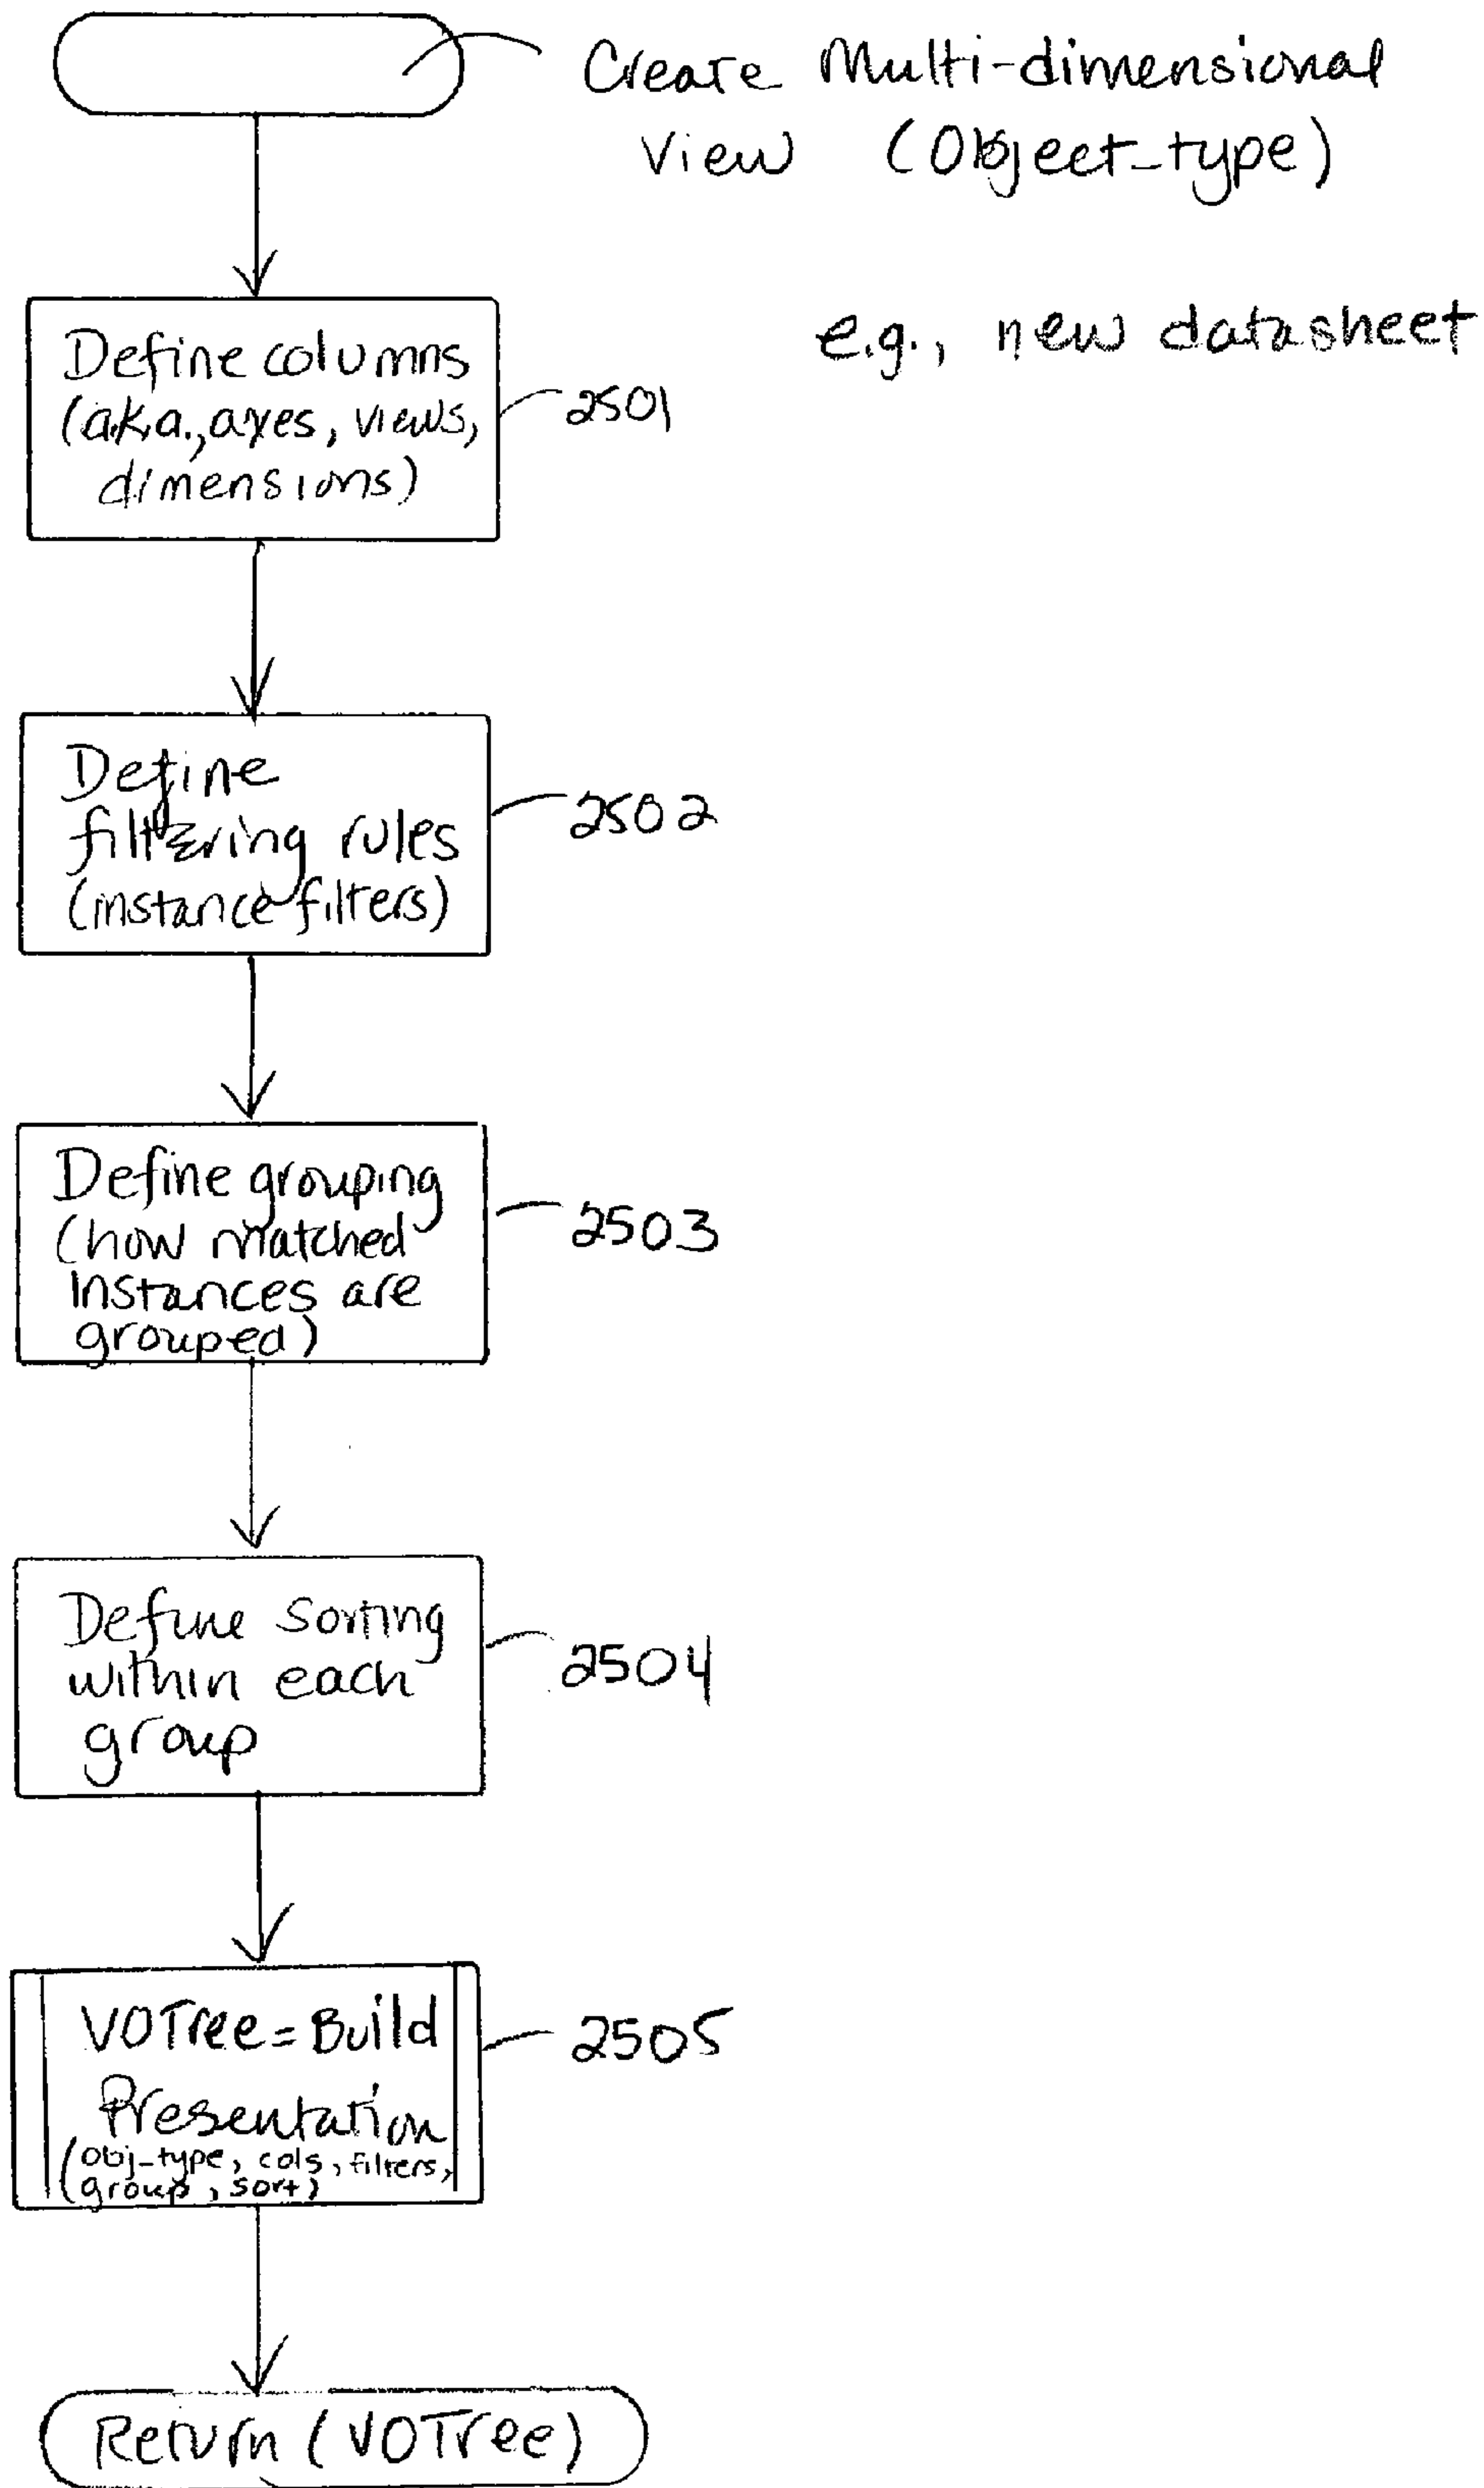 Create Multi-dimensional
View (Object_type)
e.g., new datasheet
Define columns
(a.k.a., axes, views,
dimensions)
2501
Define
filtering rules
(instance filters)
2502
Define grouping
(how matched
instances are
grouped)
2503
Define sorting
within each
group
2504
VOTree = Build
Presentation
(obj-type, cols, filters,
group, sort)
2505
Return (VOTree)